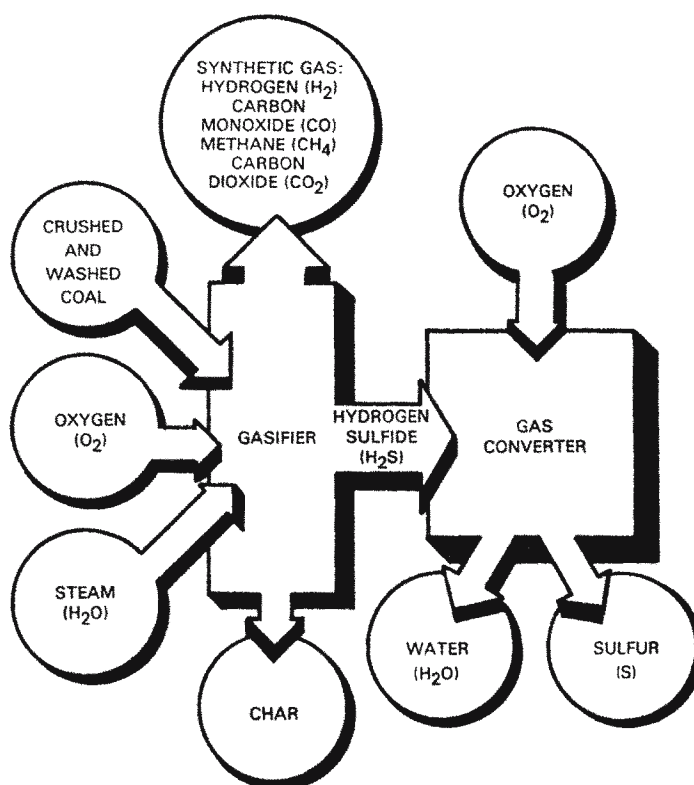 SYNTHETIC GAS:
HYDROGEN (H₂)
CARBON
MONOXIDE (CO)
METHANE (CH₄)
CARBON
DIOXIDE (CO₂)
OXYGEN
(O₂)
CRUSHED
AND
WASHED
COAL
OXYGEN
(O₂)
STEAM
(H₂O)
GASIFIER
HYDROGEN
SULFIDE
(H₂S)
GAS
CONVERTER
CHAR
WATER
(H₂O)
SULFUR
(S)